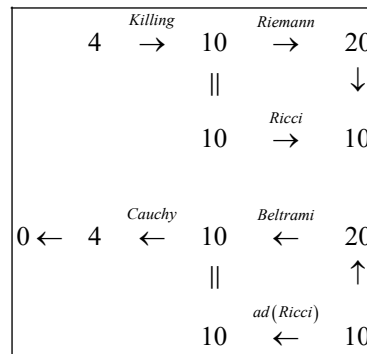 4 Killing → 10 Riemann → 20
|| ↓
10 Ricci → 10
0 ← 4 Cauchy ← 10 Beltrami ← 20
|| ↑
10 ad(Ricci) ← 10